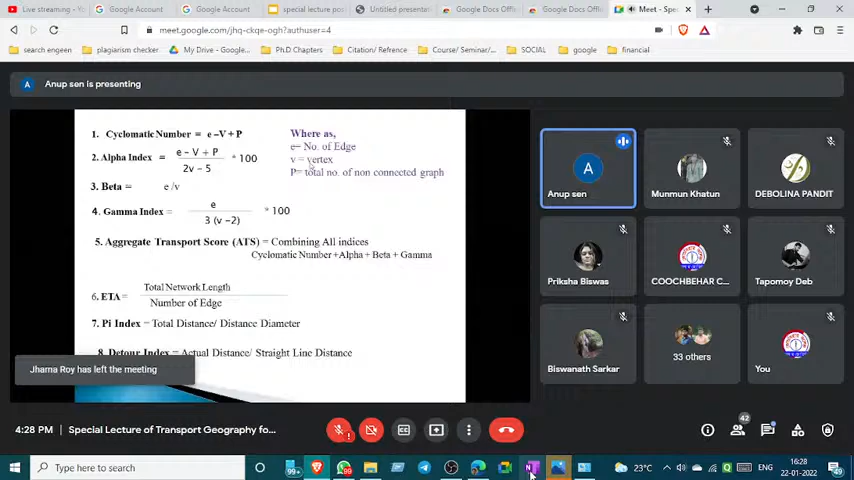 Live streaming - Yo
Google Account
Google Account
special lecture pos
Untitled presentat
Google Docs Offli
Google Docs Offli
Meet - Spe
meet.google.com/jhq-ckqe-ogh?authuser=4
search engeen
plagiarism checker
My Drive - Googl...
Ph.D Chapters
Citation/ Refrence
Course/ Seminar/...
SOCIAL
google
financial
A
Anup sen is presenting
1. Cyclomatic Number = e –V + P
2. Alpha Index = e – V + P / 2v – 5 * 100
3. Beta = e /v
4. Gamma Index = e / 3 (v –2) * 100
5. Aggregate Transport Score (ATS) = Combining All indices
Cyclomatic Number +Alpha + Beta + Gamma
6. ETA = Total Network Length / Number of Edge
7. Pi Index = Total Distance/ Distance Diameter
8. Detour Index = Actual Distance/ Straight Line Distance
Where as,
e= No. of Edge
v = vertex
P= total no. of non connected graph
Jharna Roy has left the meeting
A
Anup sen
Munmun Khatun
DEBOLINA PANDIT
Priksha Biswas
COOCHBEHAR C...
Tapomoy Deb
Biswanath Sarkar
33 others
You
4:28 PM
Special Lecture of Transport Geography fo...
42
Type here to search
99+
23°C
ENG
16:28
22-01-2022
49